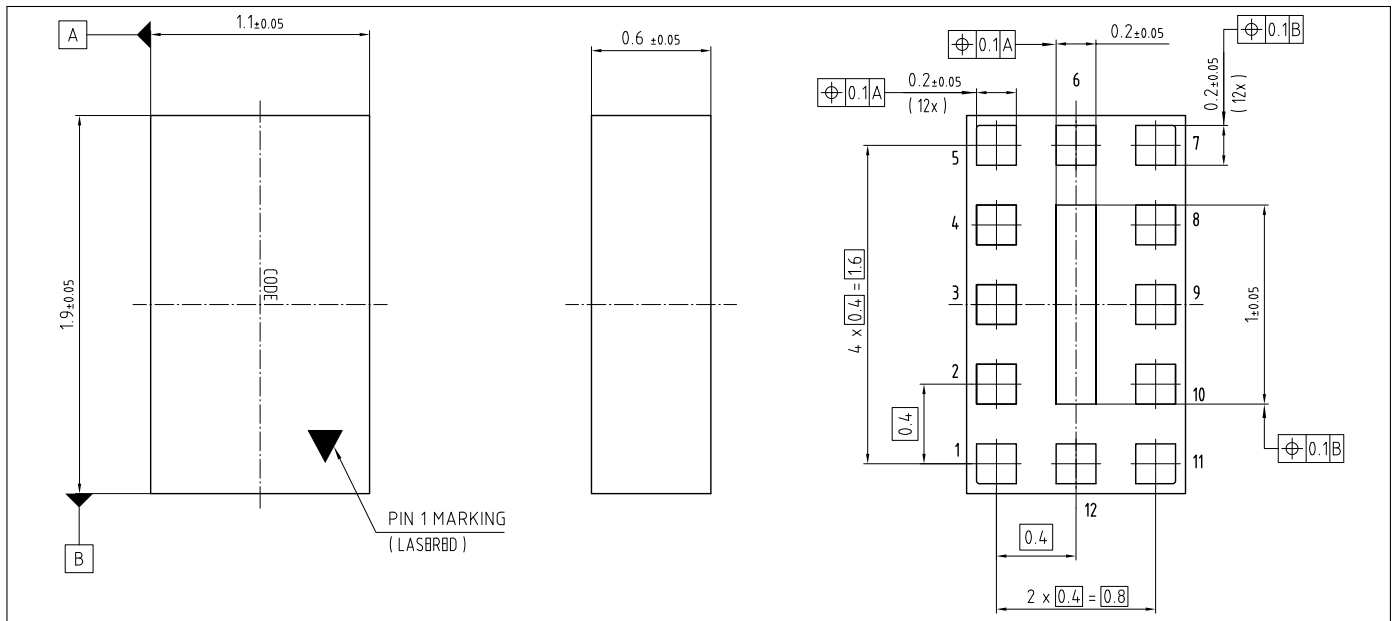 A
1.1±0.05
1.9±0.05
CODE
B
PIN 1 MARKING
( LASBRBD )
0.6 ±0.05
⌖ 0.1 A
0.2±0.05
⌖ 0.1 B
⌖ 0.1 A
0.2±0.05
( 12x )
0.2±0.05
( 12x )
6
5
7
4
8
3
9
2
10
1
11
12
4 x 0.4 = 1.6
0.4
1±0.05
⌖ 0.1 B
0.4
2 x 0.4 = 0.8